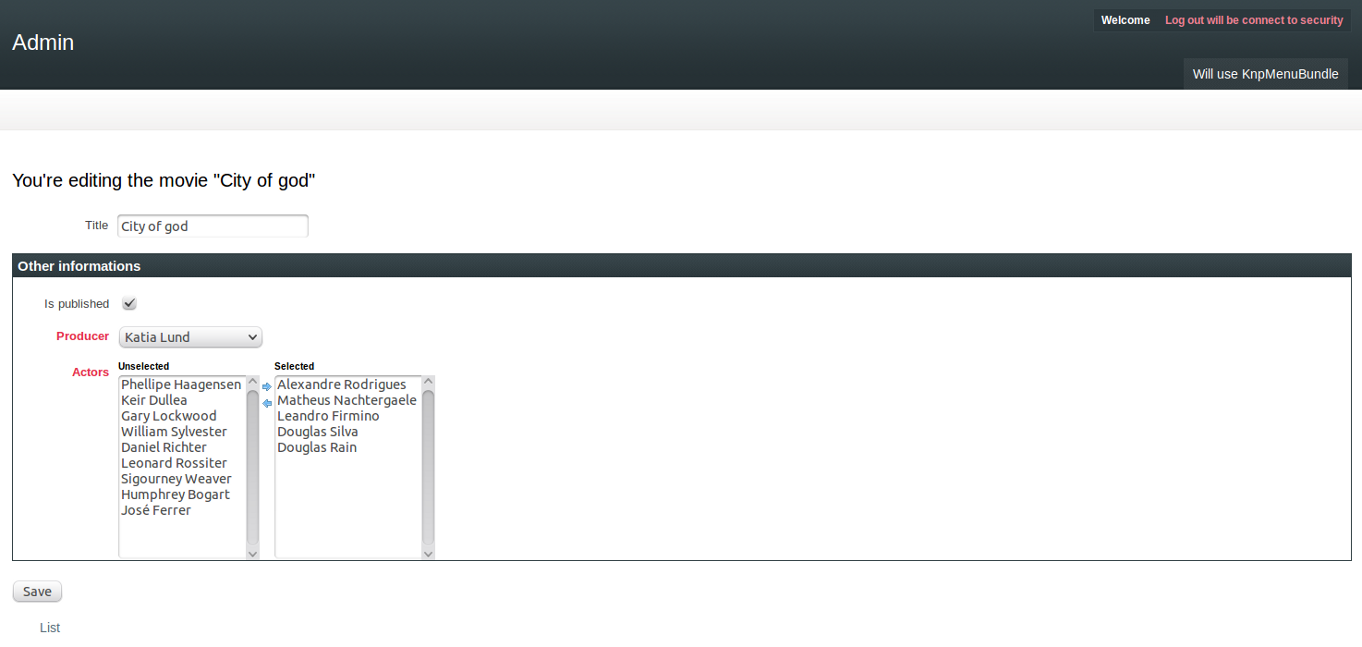 Welcome Log out will be connect to security
Admin
Will use KnpMenuBundle
You're editing the movie "City of god"
Title City of god
Other informations
Is published
Producer Katia Lund
Actors
Unselected
Phellipe Haagensen
Keir Dullea
Gary Lockwood
William Sylvester
Daniel Richter
Leonard Rossiter
Sigourney Weaver
Humphrey Bogart
José Ferrer
Selected
Alexandre Rodrigues
Matheus Nachtergaele
Leandro Firmino
Douglas Silva
Douglas Rain
Save
List